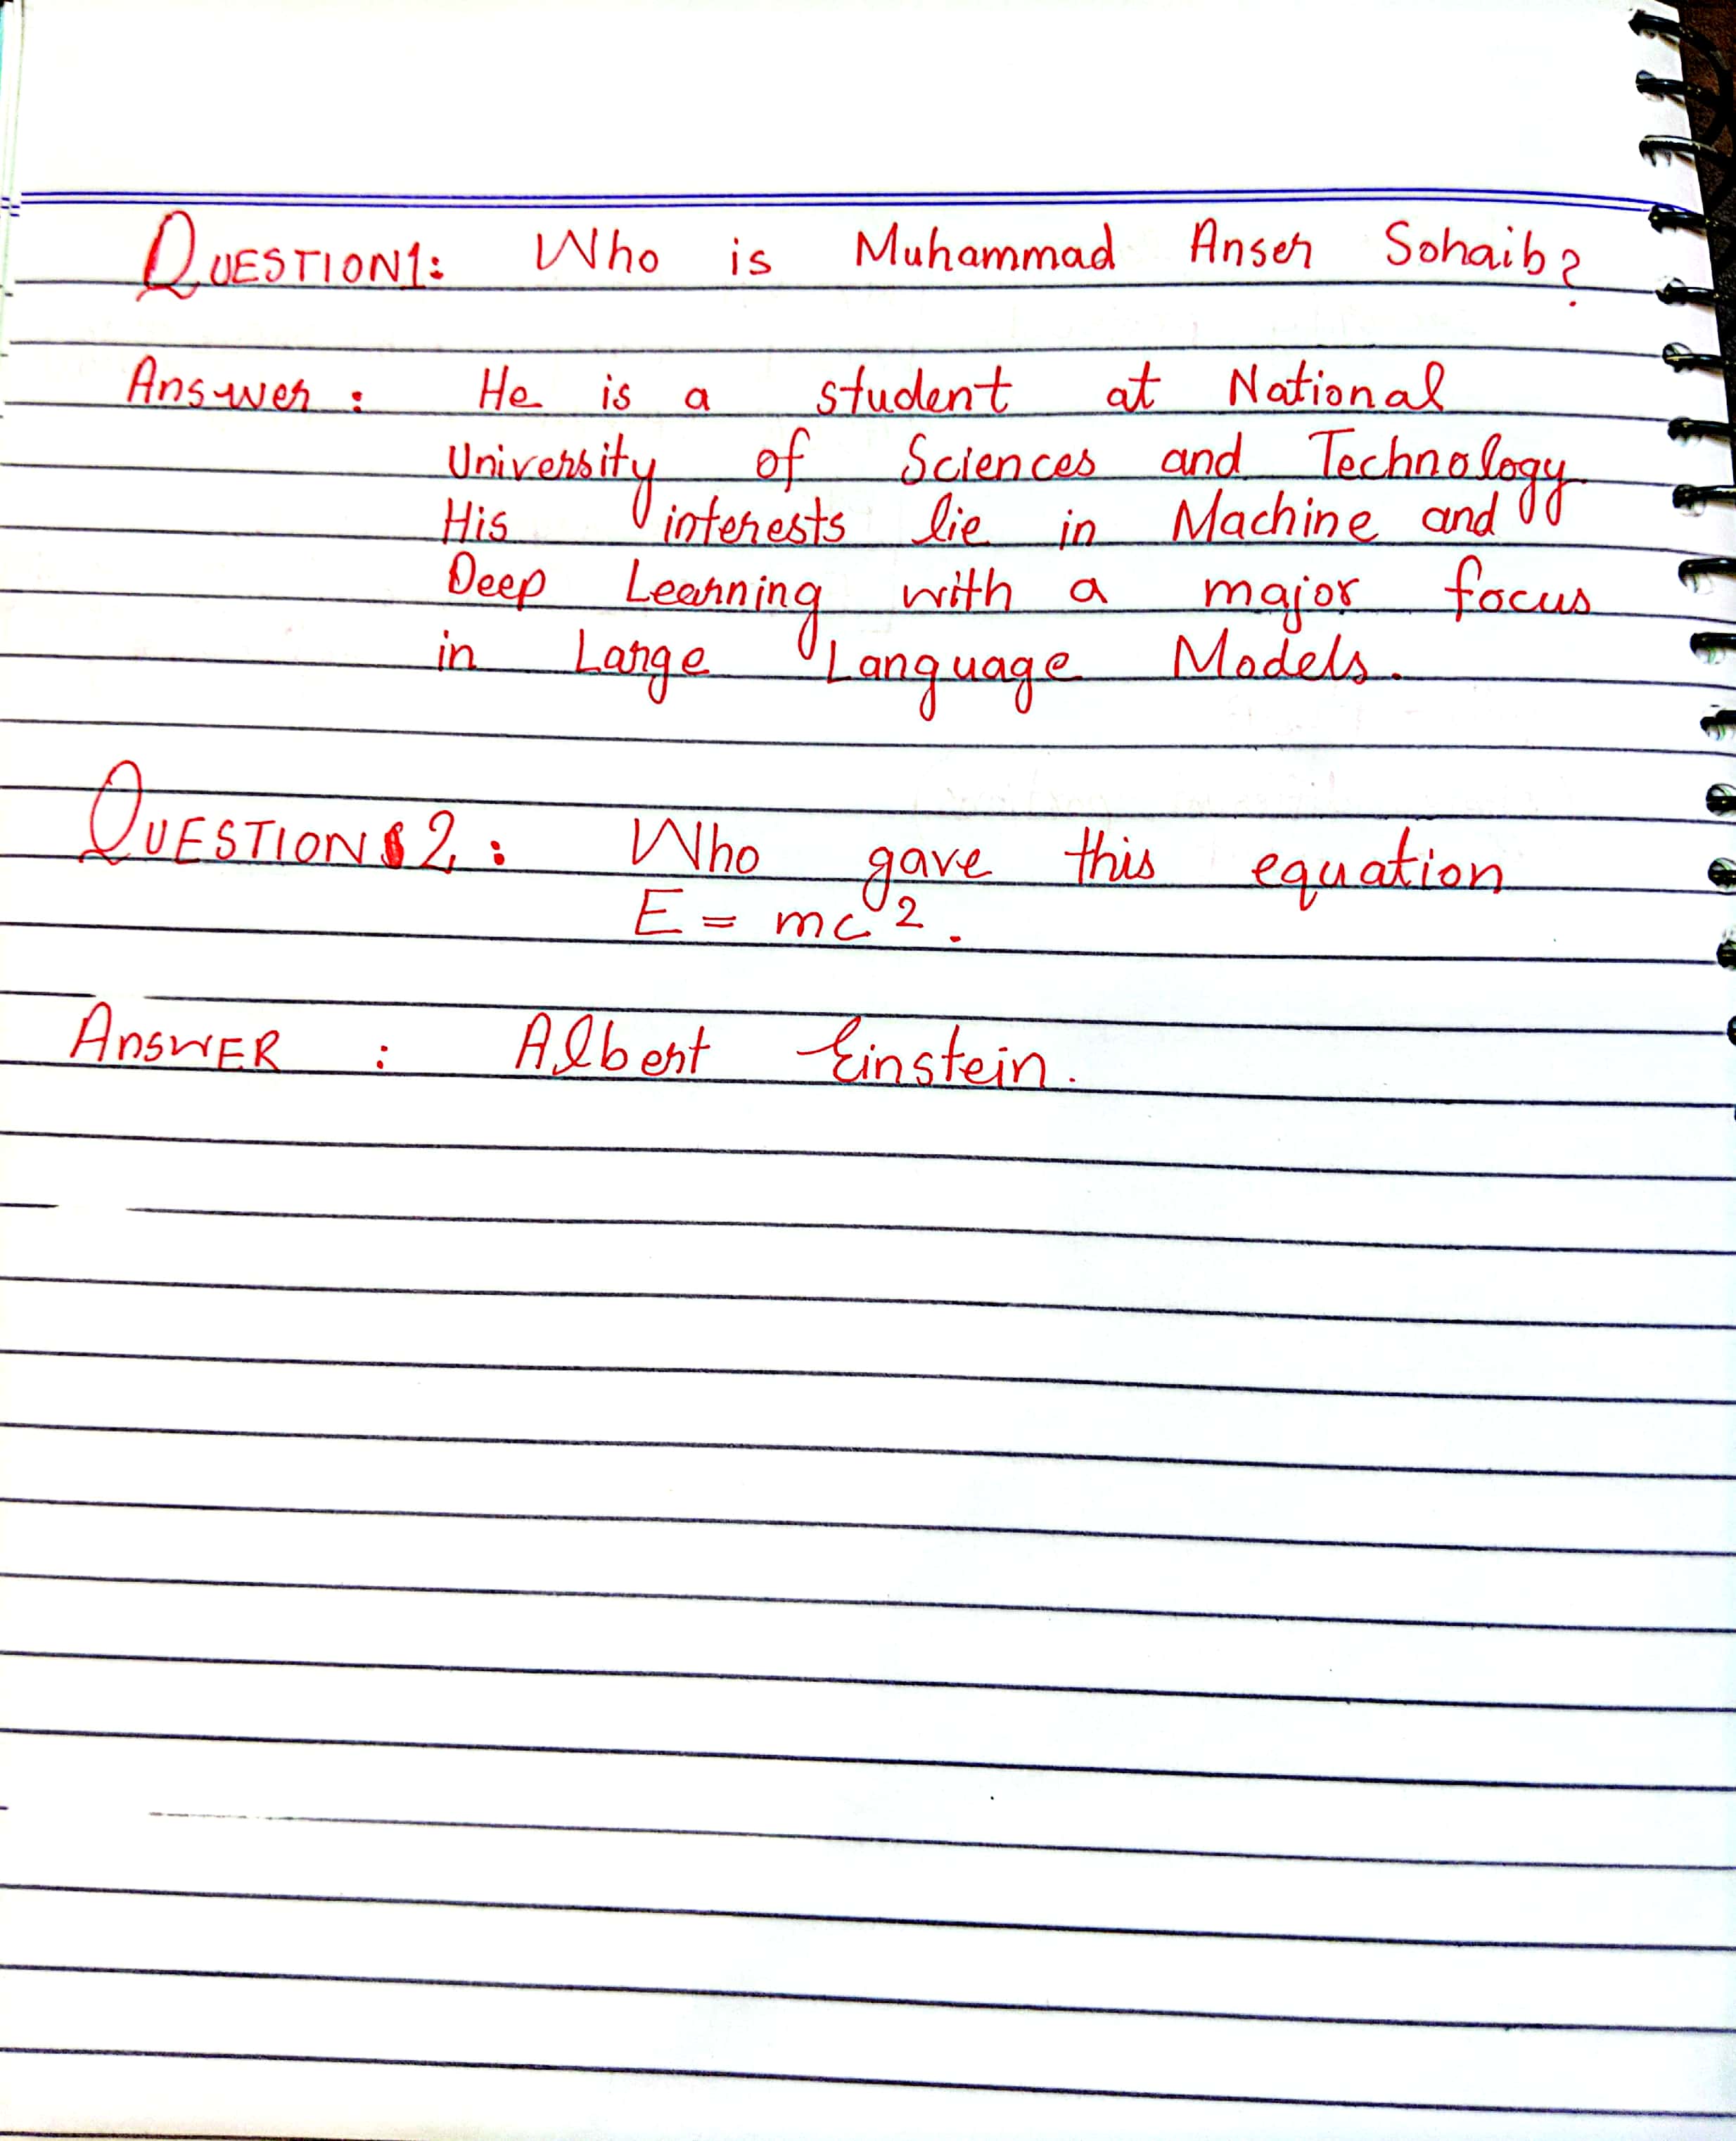 QUESTION1: Who is Muhammad Anser Sohaib?
Answer : He is a student at National
University of Sciences and Technology
His interests lie in Machine and
Deep Learning with a major focus
in Large Language Models.
QUESTION 2 : Who gave this equation
E = mc².
AnswER : Albert Einstein.